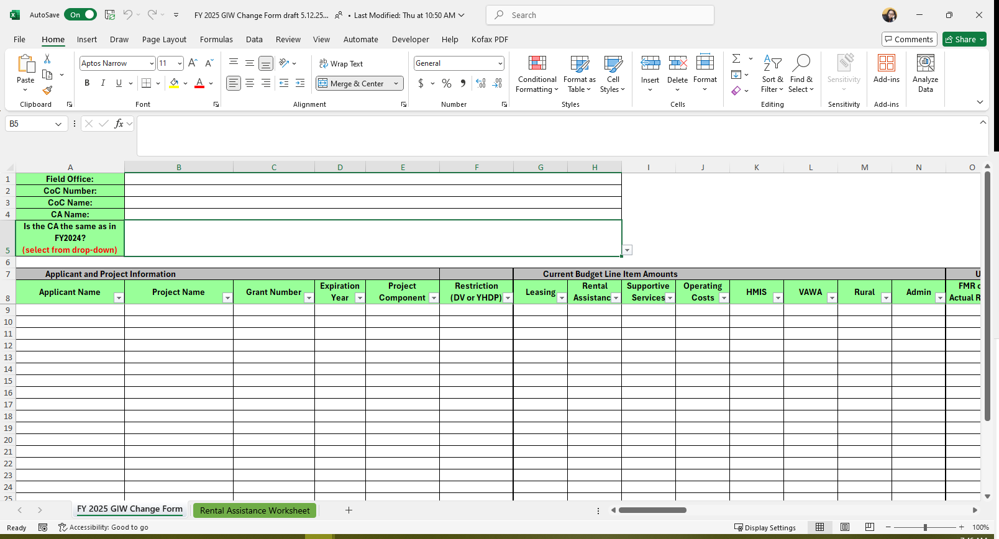 AutoSave On FY 2025 GIW Change Form draft 5.12.25... • Last Modified: Thu at 10:50 AM Search
File Home Insert Draw Page Layout Formulas Data Review View Automate Developer Help Kofax PDF Comments Share
Paste
Clipboard
Aptos Narrow 11 A A
B I U A
Font
ab Wrap Text
Merge & Center
Alignment
General
$ % ,
Number
Conditional Formatting
Format as Table
Cell Styles
Styles
Insert Delete Format
Cells
Sort & Filter
Find & Select
Editing
Sensitivity
Sensitivity
Add-ins
Add-ins
Analyze Data
B5 fx
A B C D E F G H I J K L M N O
1 Field Office:
2 CoC Number:
3 CoC Name:
4 CA Name:
Is the CA the same as in
FY2024?
5 (select from drop-down)
6
7 Applicant and Project Information Current Budget Line Item Amounts U
8 Applicant Name Project Name Grant Number Expiration Year Project Component Restriction (DV or YHDP) Leasing Rental Assistanc Supportive Services Operating Costs HMIS VAWA Rural Admin FMR Actual R
9
10
11
12
13
14
15
16
17
18
19
20
21
22
23
24
25
FY 2025 GIW Change Form Rental Assistance Worksheet
Ready Accessibility: Good to go Display Settings 100%